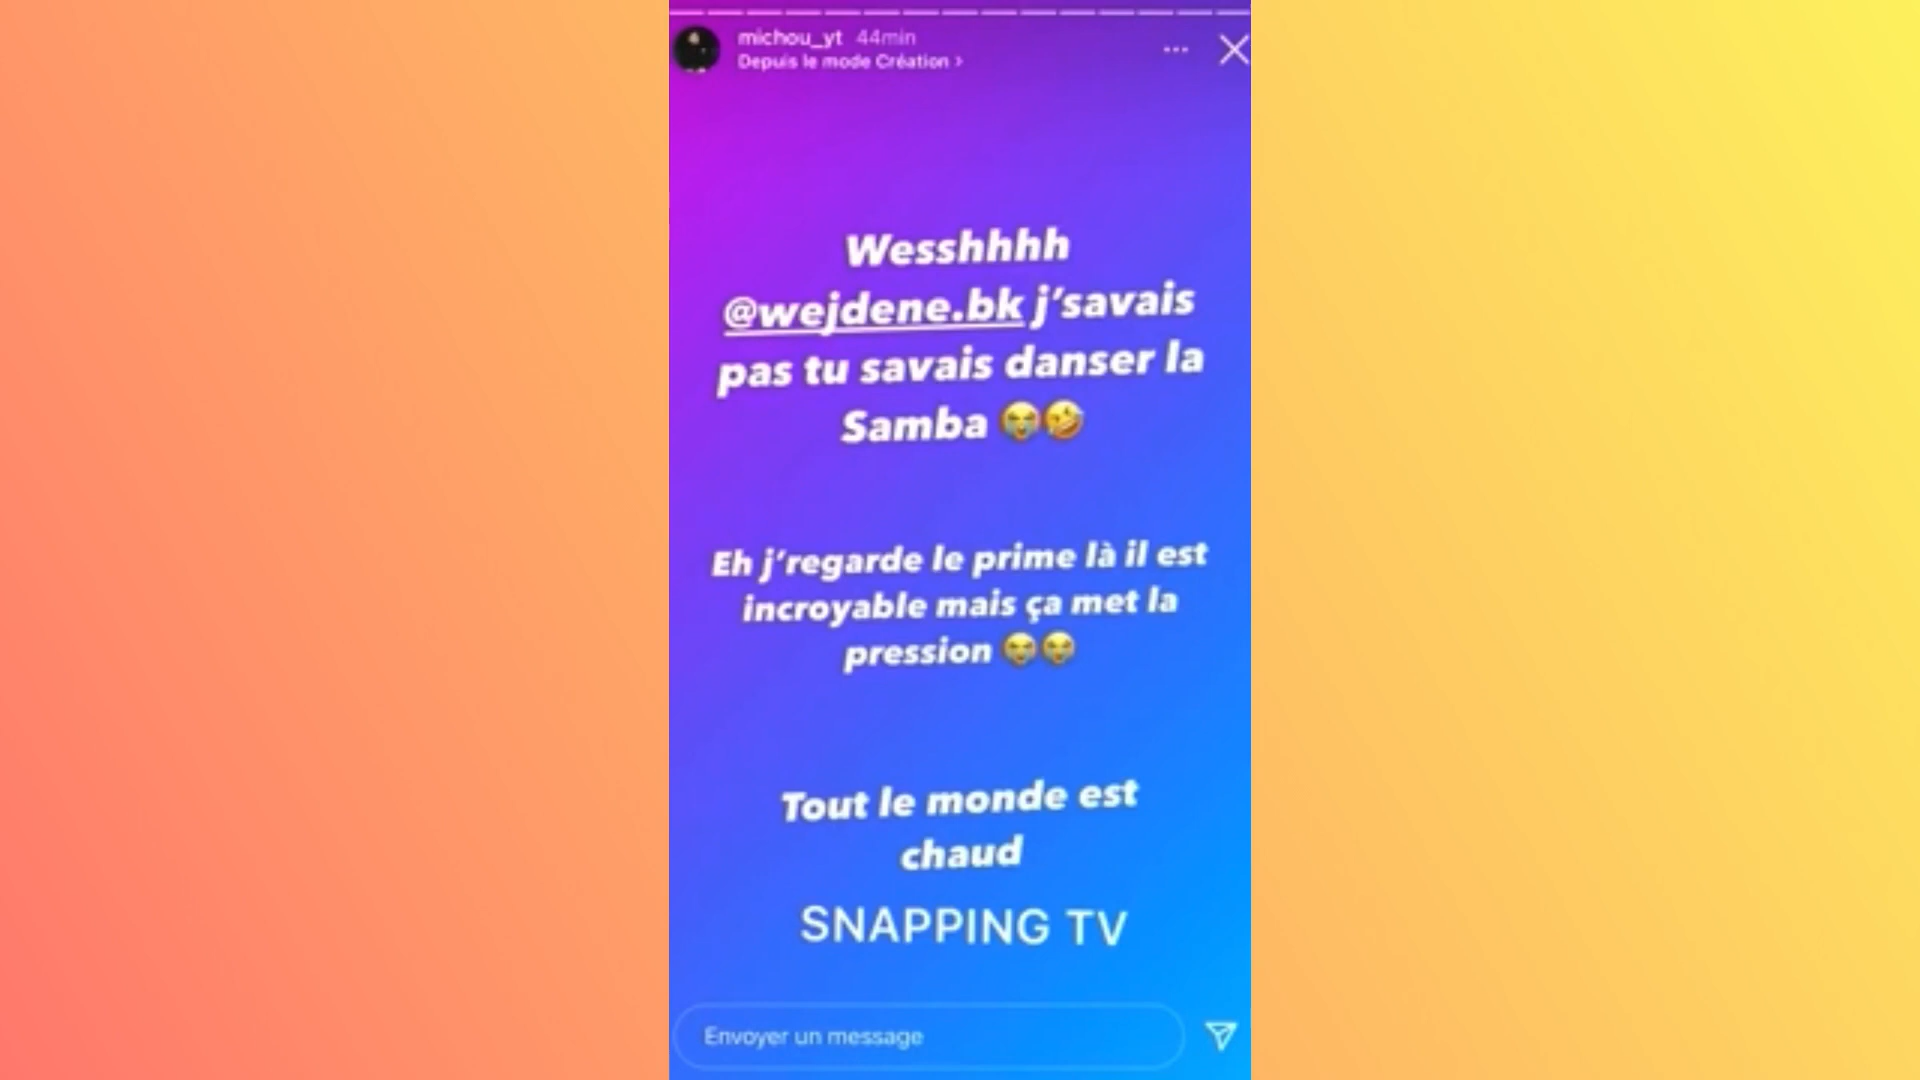 michou_yt 44min
Depuis le mode Création >
Wesshhhh
@wejdene.bk j'savais
pas tu savais danser la
Samba 😭🤣
Eh j'regarde le prime là il est
incroyable mais ça met la
pression 😭😭
Tout le monde est
chaud
SNAPPING TV
Envoyer un message